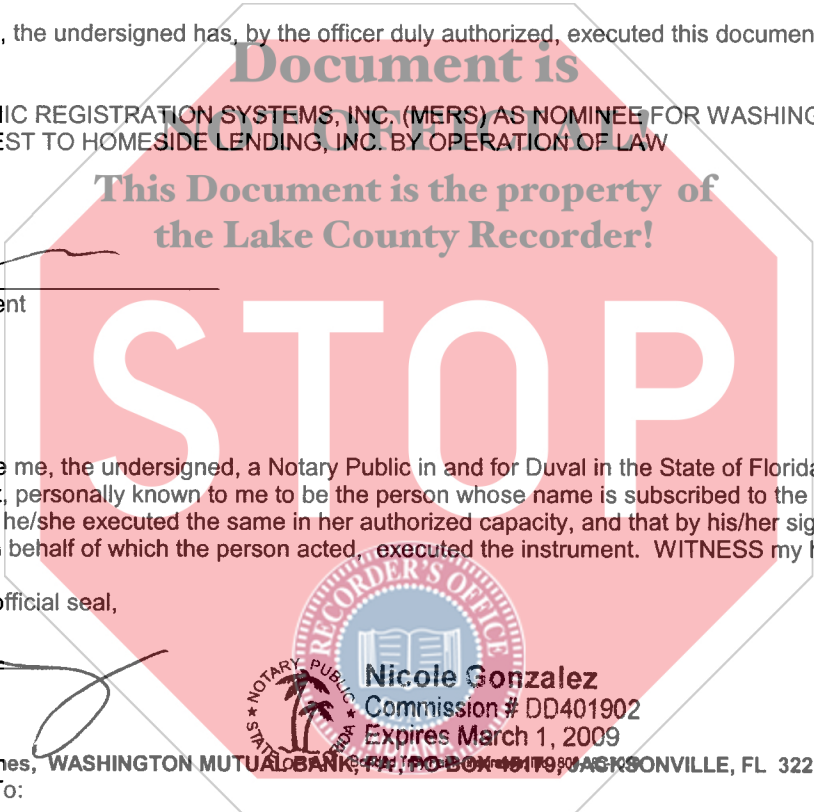 , the undersigned has, by the officer duly authorized, executed this documen
Document is
IC REGISTRATION SYSTEMS, INC. (MERS) AS NOMINEE FOR WASHING
NOT OFFICIAL!
EST TO HOMESIDE LENDING, INC. BY OPERATION OF LAW
This Document is the property of
the Lake County Recorder!
ent
STOP
e me, the undersigned, a Notary Public in and for Duval in the State of Florida
, personally known to me to be the person whose name is subscribed to the
he/she executed the same in her authorized capacity, and that by his/her sig
behalf of which the person acted, executed the instrument. WITNESS my h
official seal,
RECORDER'S OFFICE
INDIANA
NOTARY PUBLIC
STATE OF FLORIDA
Nicole Gonzalez
Commission # DD401902
Expires March 1, 2009
nes, WASHINGTON MUTUAL BANK, FA, PO BOX 45179, JACKSONVILLE, FL 322
To: